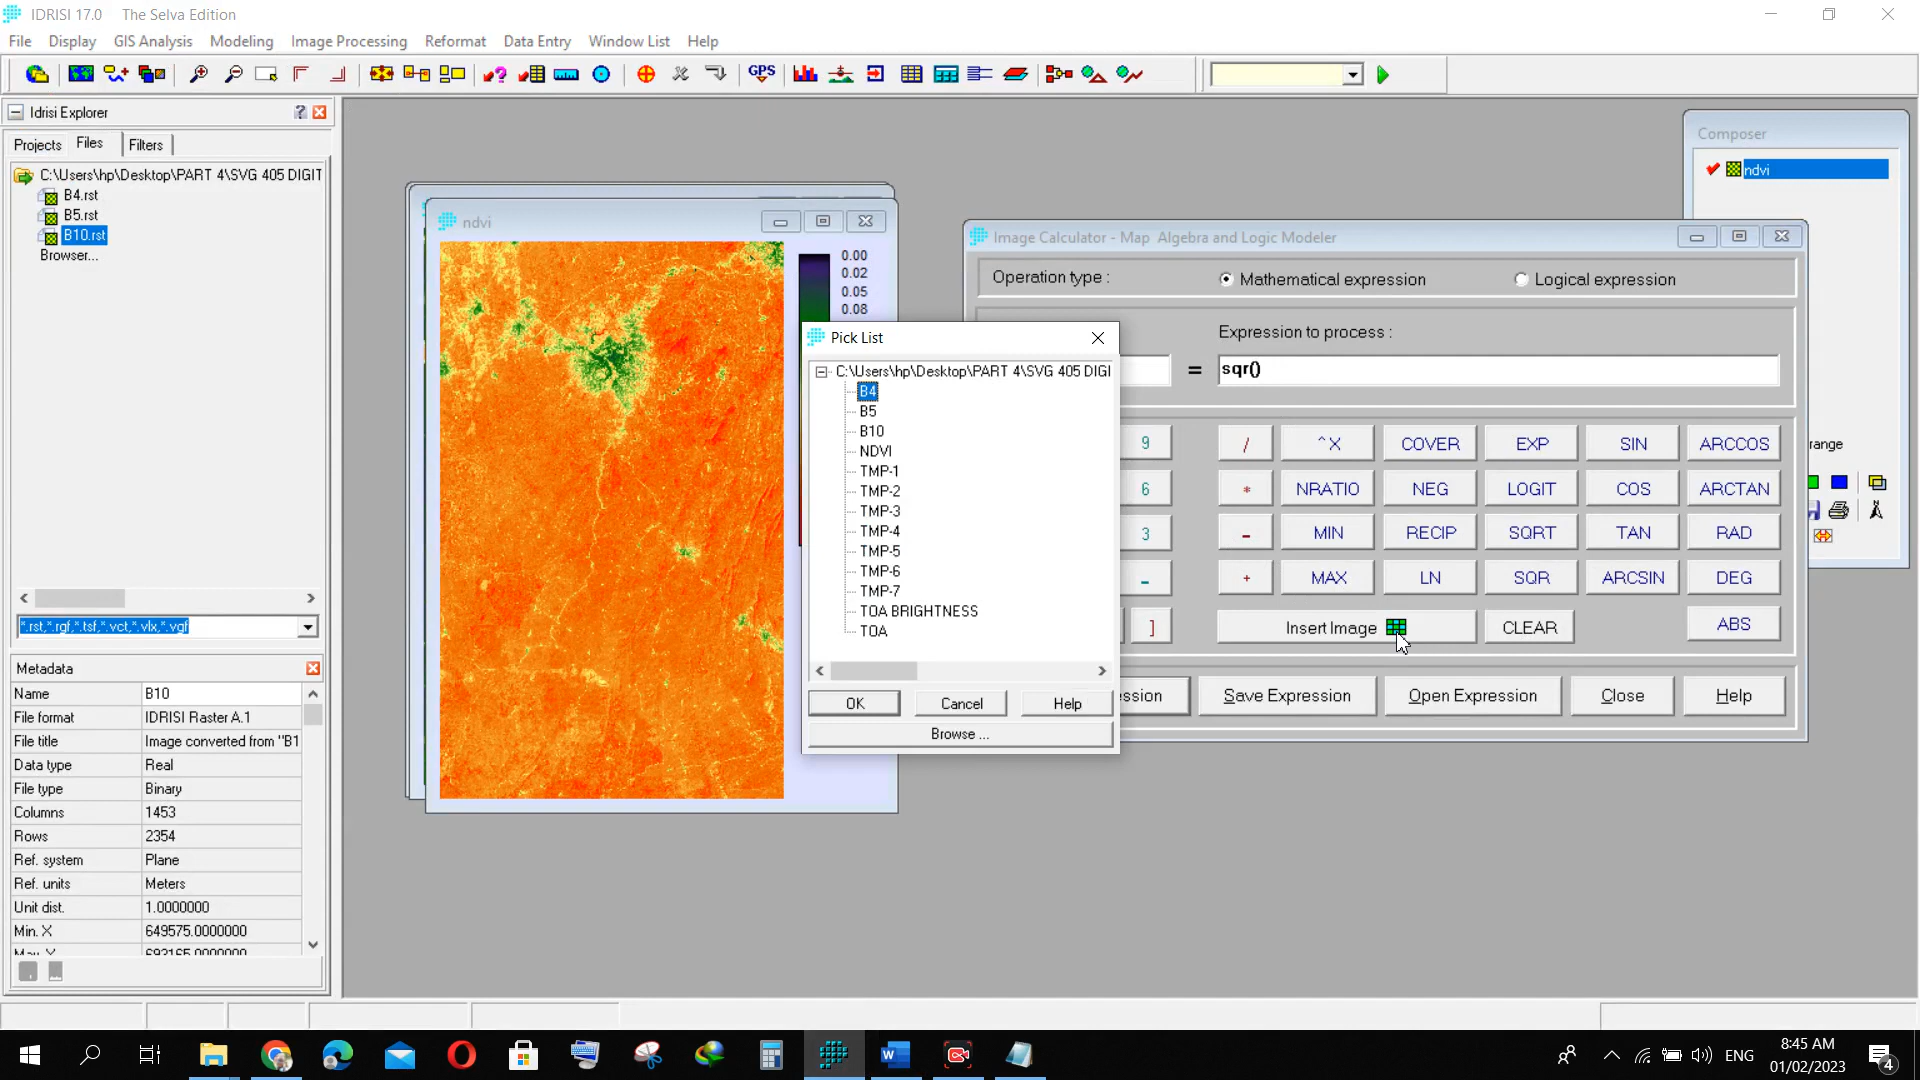 IDRISI 17.0 The Selva Edition
File Display GIS Analysis Modeling Image Processing Reformat Data Entry Window List Help
GPS
Idrisi Explorer
Projects Files Filters
C:\Users\hp\Desktop\PART 4\SVG 405 DIGIT
B4.rst
B5.rst
B10.rst
Browser...
*.rst,*.rgf,*.tsf,*.vct,*.vlx,*.vgf
Metadata
Name B10
File format IDRISI Raster A.1
File title Image converted from "B1
Data type Real
File type Binary
Columns 1453
Rows 2354
Ref. system Plane
Ref. units Meters
Unit dist. 1.0000000
Min. X 649575.0000000
Max. X 693165.0000000
ndvi
0.00
0.02
0.05
0.08
Pick List
C:\Users\hp\Desktop\PART 4\SVG 405 DIGI
B4
B5
B10
NDVI
TMP-1
TMP-2
TMP-3
TMP-4
TMP-5
TMP-6
TMP-7
TOA BRIGHTNESS
TOA
OK Cancel Help
Browse ...
Image Calculator - Map Algebra and Logic Modeler
Operation type : Mathematical expression Logical expression
Expression to process :
= sqr()
9 / ^X COVER EXP SIN ARCCOS
6 * NRATIO NEG LOGIT COS ARCTAN
3 - MIN RECIP SQRT TAN RAD
- + MAX LN SQR ARCSIN DEG
] Insert Image CLEAR ABS
ssion Save Expression Open Expression Close Help
Composer
ndvi
range
ENG
8:45 AM
01/02/2023
4